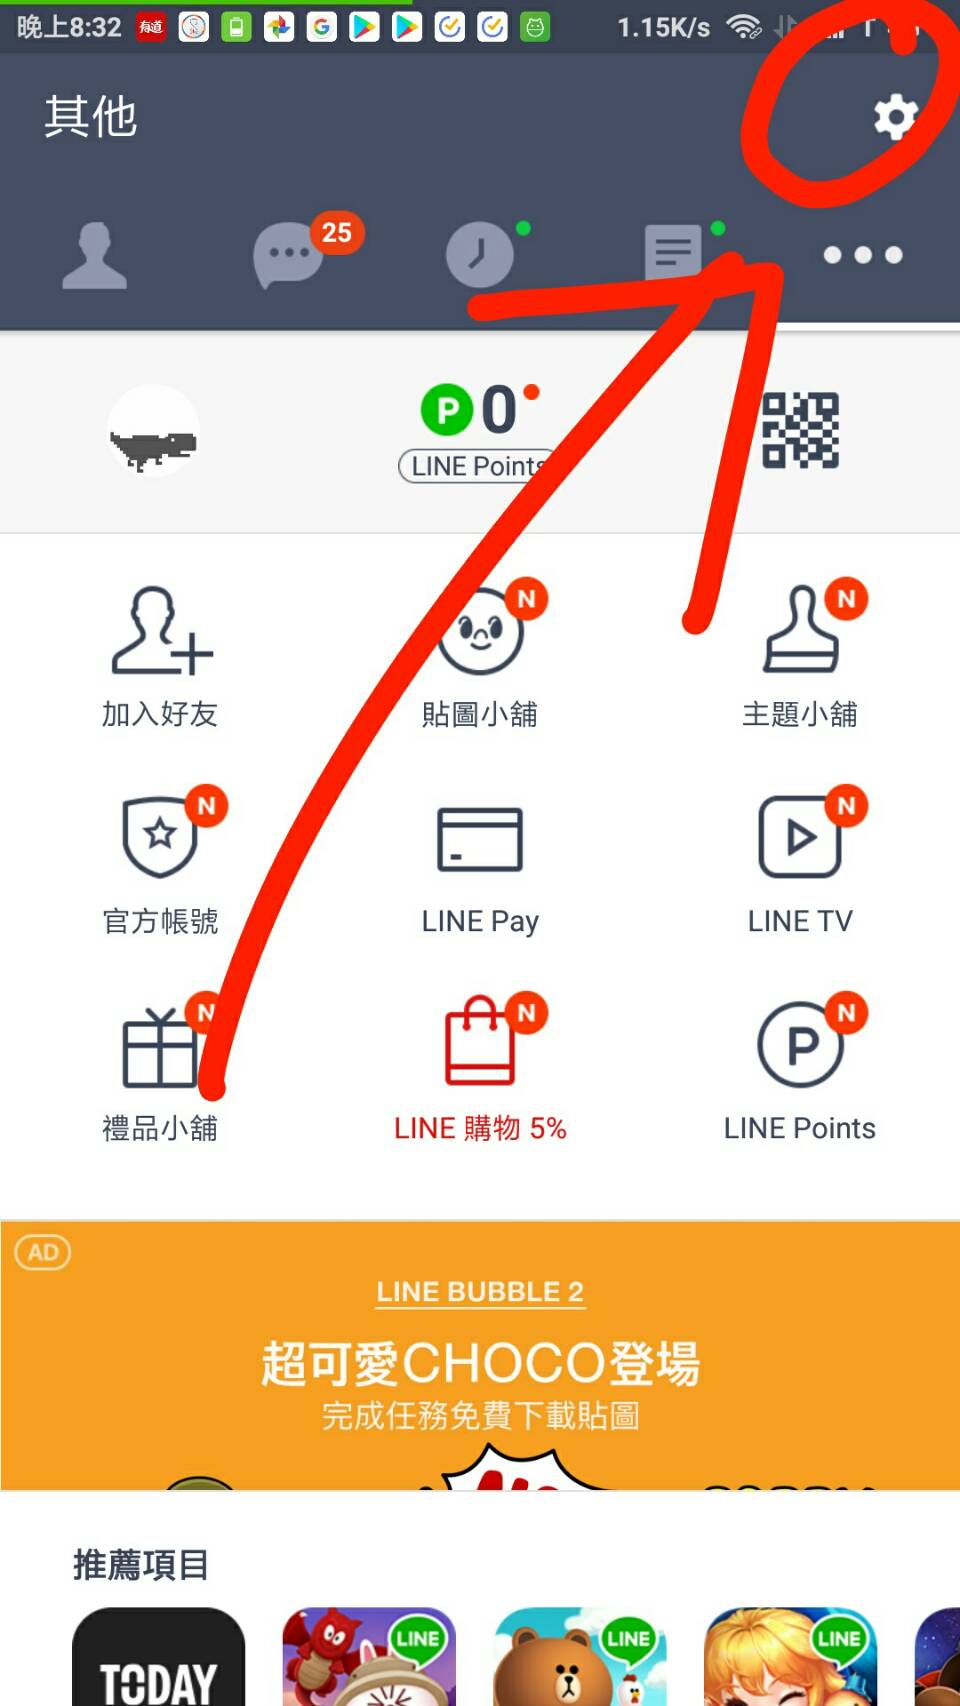 晚上8:32 有道 G 1.15K/s
其他
25
P 0
LINE Points
N N
加入好友 貼圖小舖 主題小舖
N N
官方帳號 LINE Pay LINE TV
N N N
P
禮品小舖 LINE 購物 5% LINE Points
AD
LINE BUBBLE 2
超可愛CHOCO登場
完成任務免費下載貼圖
推薦項目
LINE LINE LINE
TODAY